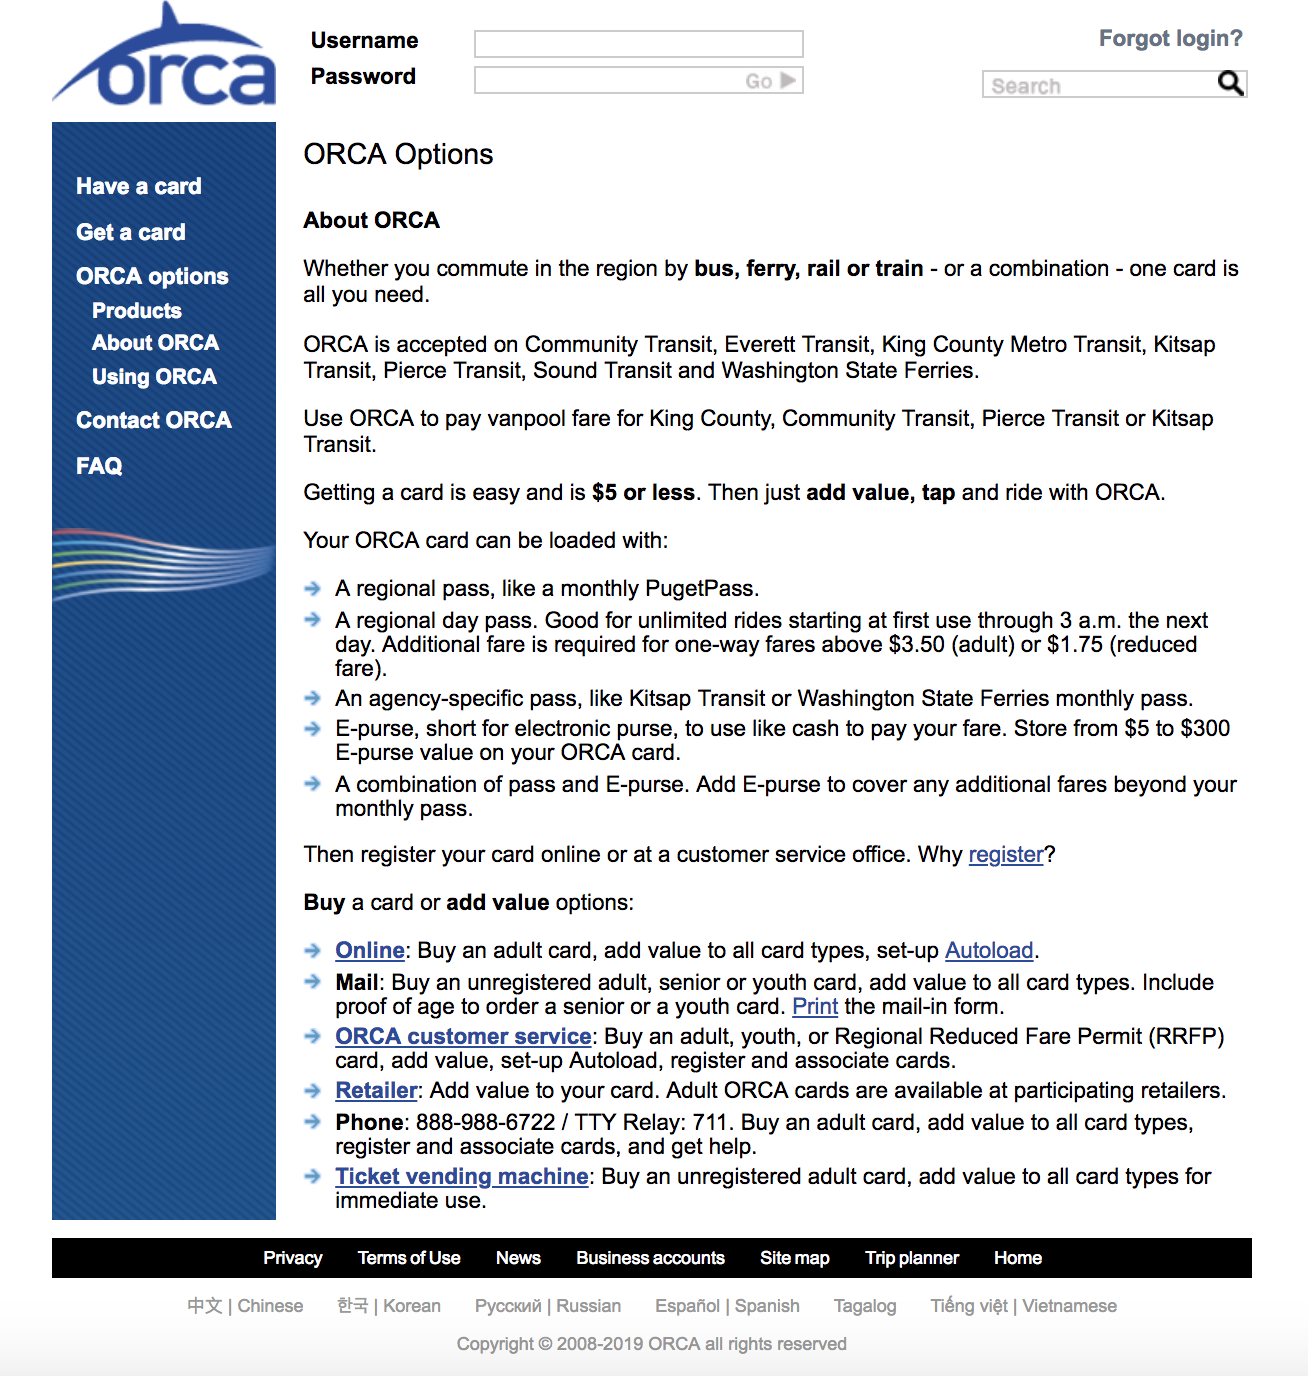 orca
Username
Password
Go
Forgot login?
Search
Have a card
Get a card
ORCA options
Products
About ORCA
Using ORCA
Contact ORCA
FAQ
ORCA Options
About ORCA
Whether you commute in the region by bus, ferry, rail or train - or a combination - one card is
all you need.
ORCA is accepted on Community Transit, Everett Transit, King County Metro Transit, Kitsap
Transit, Pierce Transit, Sound Transit and Washington State Ferries.
Use ORCA to pay vanpool fare for King County, Community Transit, Pierce Transit or Kitsap
Transit.
Getting a card is easy and is $5 or less. Then just add value, tap and ride with ORCA.
Your ORCA card can be loaded with:
A regional pass, like a monthly PugetPass.
A regional day pass. Good for unlimited rides starting at first use through 3 a.m. the next
day. Additional fare is required for one-way fares above $3.50 (adult) or $1.75 (reduced
fare).
An agency-specific pass, like Kitsap Transit or Washington State Ferries monthly pass.
E-purse, short for electronic purse, to use like cash to pay your fare. Store from $5 to $300
E-purse value on your ORCA card.
A combination of pass and E-purse. Add E-purse to cover any additional fares beyond your
monthly pass.
Then register your card online or at a customer service office. Why register?
Buy a card or add value options:
Online: Buy an adult card, add value to all card types, set-up Autoload.
Mail: Buy an unregistered adult, senior or youth card, add value to all card types. Include
proof of age to order a senior or a youth card. Print the mail-in form.
ORCA customer service: Buy an adult, youth, or Regional Reduced Fare Permit (RRFP)
card, add value, set-up Autoload, register and associate cards.
Retailer: Add value to your card. Adult ORCA cards are available at participating retailers.
Phone: 888-988-6722 / TTY Relay: 711. Buy an adult card, add value to all card types,
register and associate cards, and get help.
Ticket vending machine: Buy an unregistered adult card, add value to all card types for
immediate use.
Privacy Terms of Use News Business accounts Site map Trip planner Home
中文 | Chinese 한국 | Korean Русский | Russian Español | Spanish Tagalog Tiếng việt | Vietnamese
Copyright © 2008-2019 ORCA all rights reserved